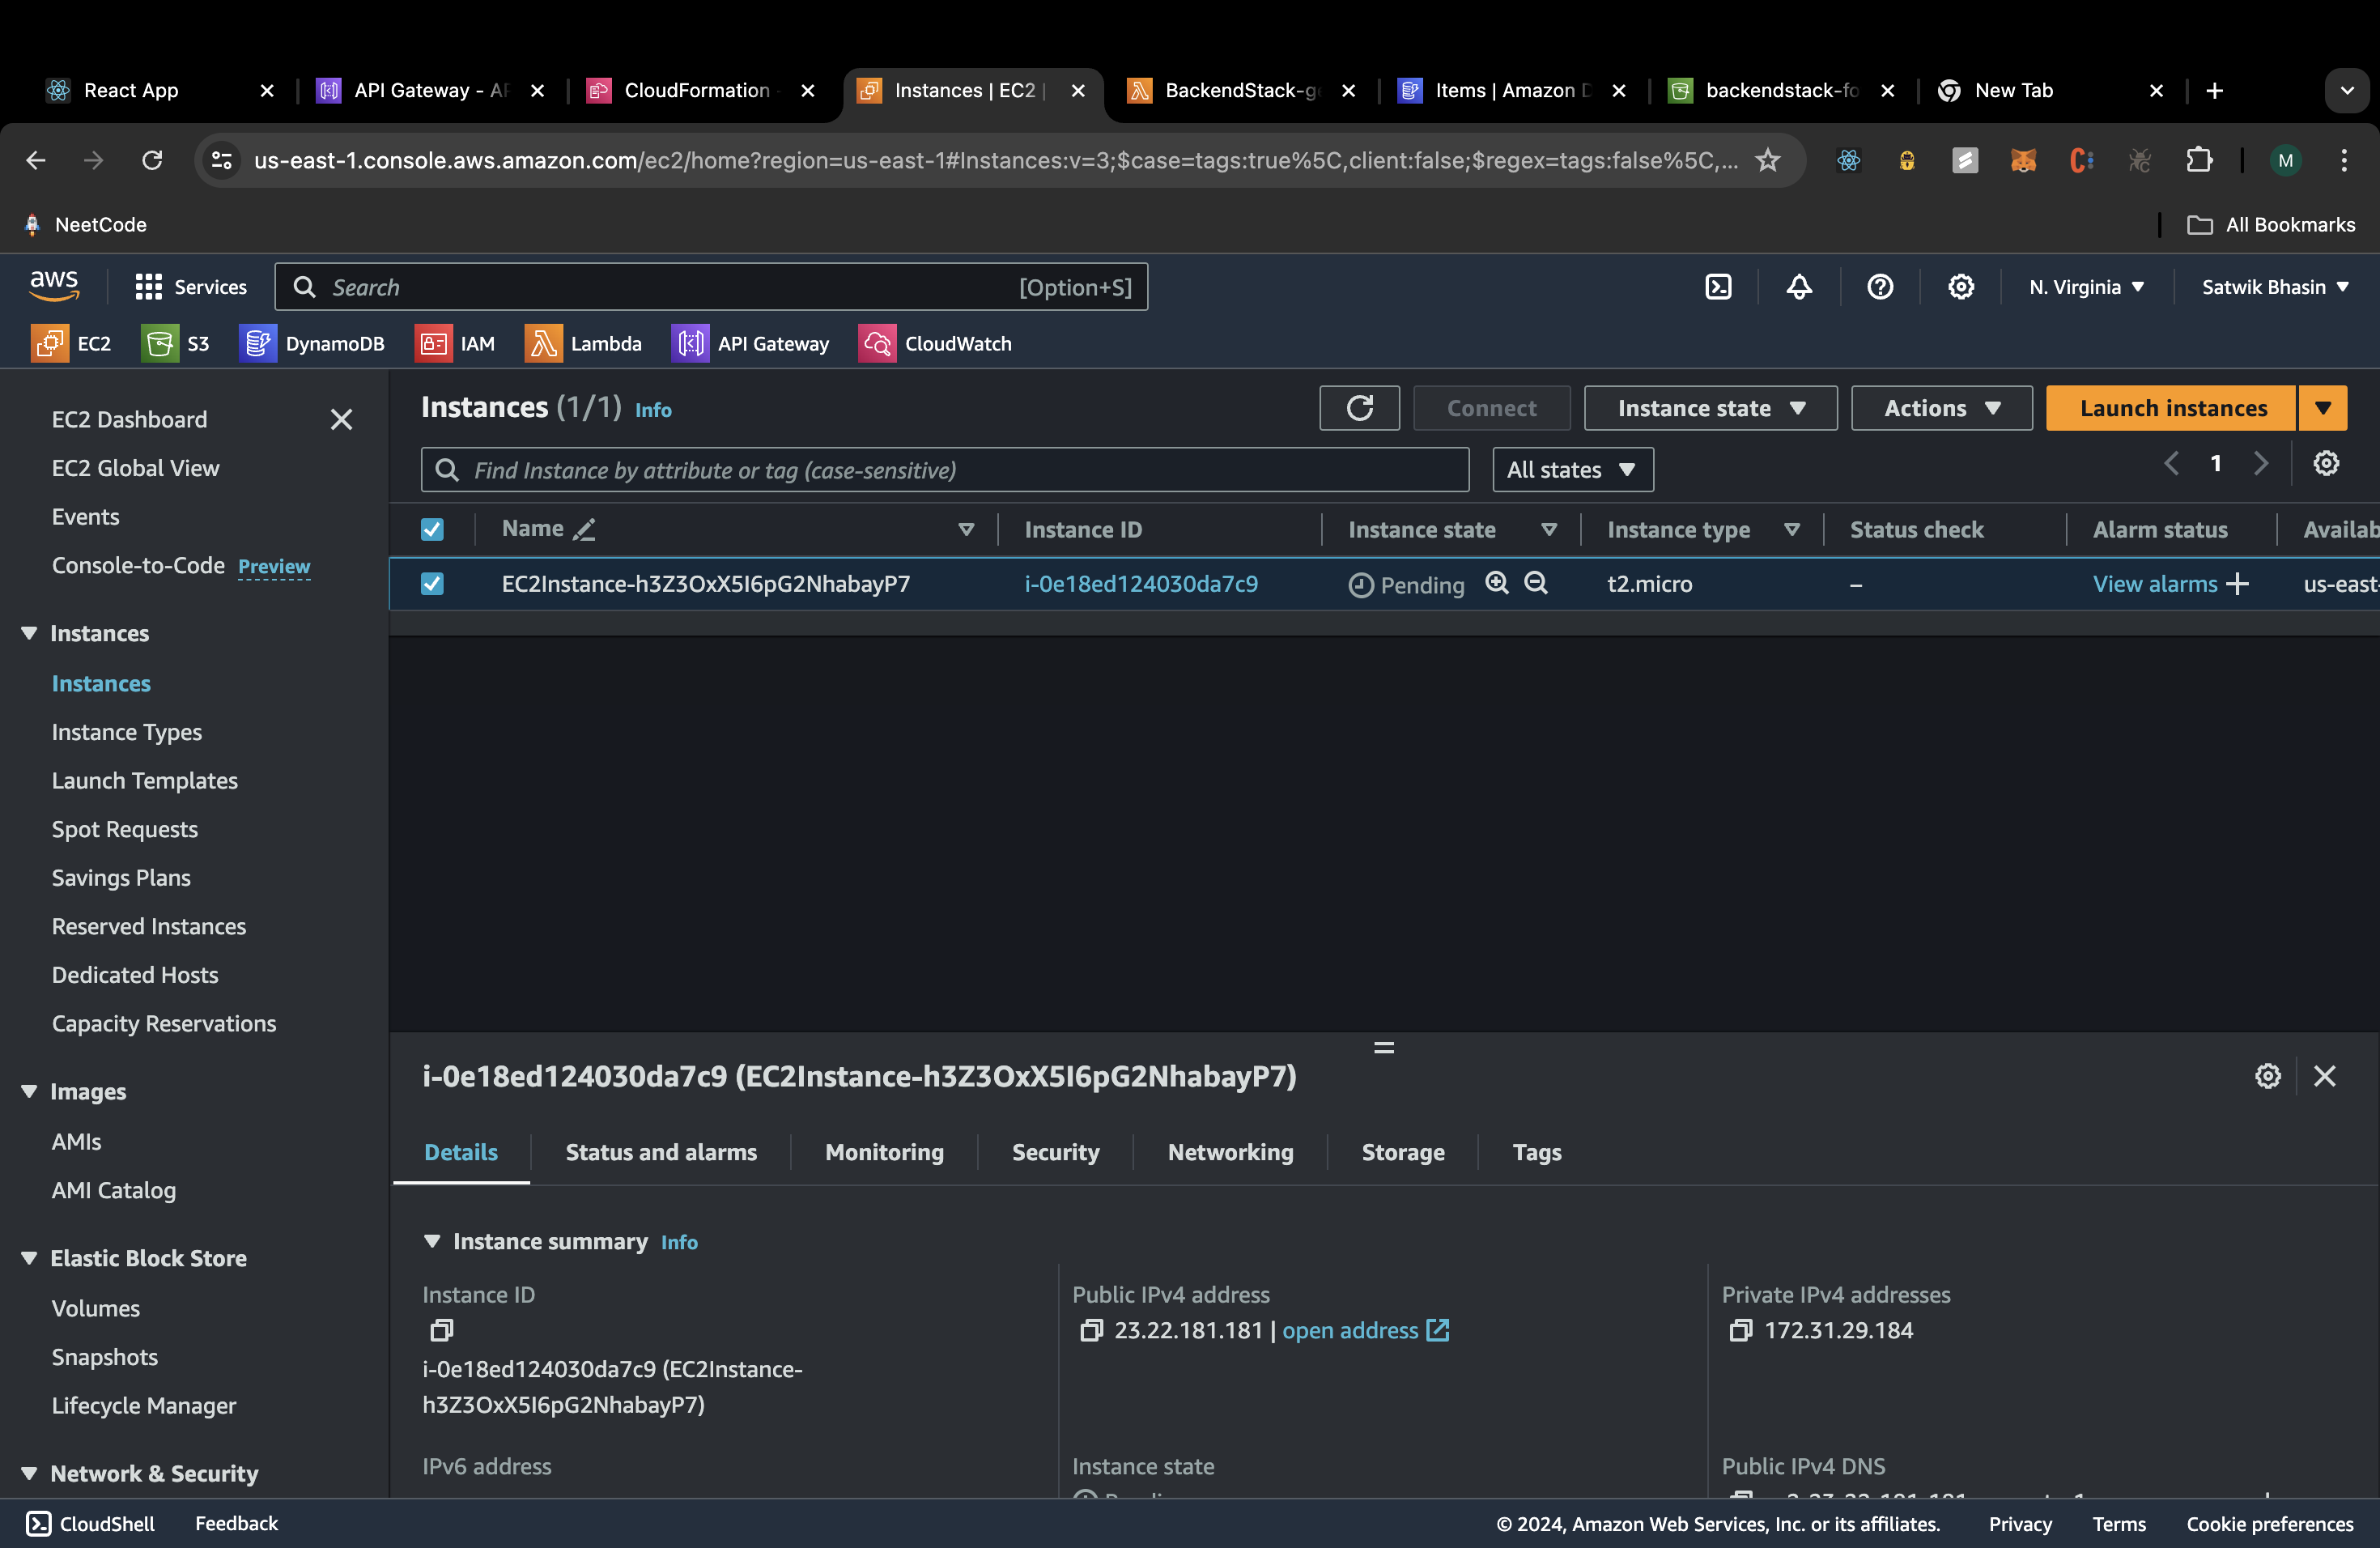 React App
API Gateway - AP
CloudFormation -
Instances | EC2 |
BackendStack-ge
Items | Amazon D
backendstack-fo
New Tab
us-east-1.console.aws.amazon.com/ec2/home?region=us-east-1#Instances:v=3;$case=tags:true%5C,client:false;$regex=tags:false%5C,...
M
NeetCode
All Bookmarks
aws
Services
Search
[Option+S]
N. Virginia
Satwik Bhasin
EC2
S3
DynamoDB
IAM
Lambda
API Gateway
CloudWatch
EC2 Dashboard
EC2 Global View
Events
Console-to-Code Preview
Instances
Instances
Instance Types
Launch Templates
Spot Requests
Savings Plans
Reserved Instances
Dedicated Hosts
Capacity Reservations
Images
AMIs
AMI Catalog
Elastic Block Store
Volumes
Snapshots
Lifecycle Manager
Network & Security
Instances (1/1) Info
Connect
Instance state
Actions
Launch instances
Find Instance by attribute or tag (case-sensitive)
All states
1
Name
Instance ID
Instance state
Instance type
Status check
Alarm status
Availab
EC2Instance-h3Z3OxX5I6pG2NhabayP7
i-0e18ed124030da7c9
Pending
t2.micro
–
View alarms
us-east-
i-0e18ed124030da7c9 (EC2Instance-h3Z3OxX5I6pG2NhabayP7)
Details
Status and alarms
Monitoring
Security
Networking
Storage
Tags
Instance summary Info
Instance ID
i-0e18ed124030da7c9 (EC2Instance-
h3Z3OxX5I6pG2NhabayP7)
Public IPv4 address
23.22.181.181 | open address
Private IPv4 addresses
172.31.29.184
IPv6 address
Instance state
Public IPv4 DNS
CloudShell
Feedback
© 2024, Amazon Web Services, Inc. or its affiliates.
Privacy
Terms
Cookie preferences